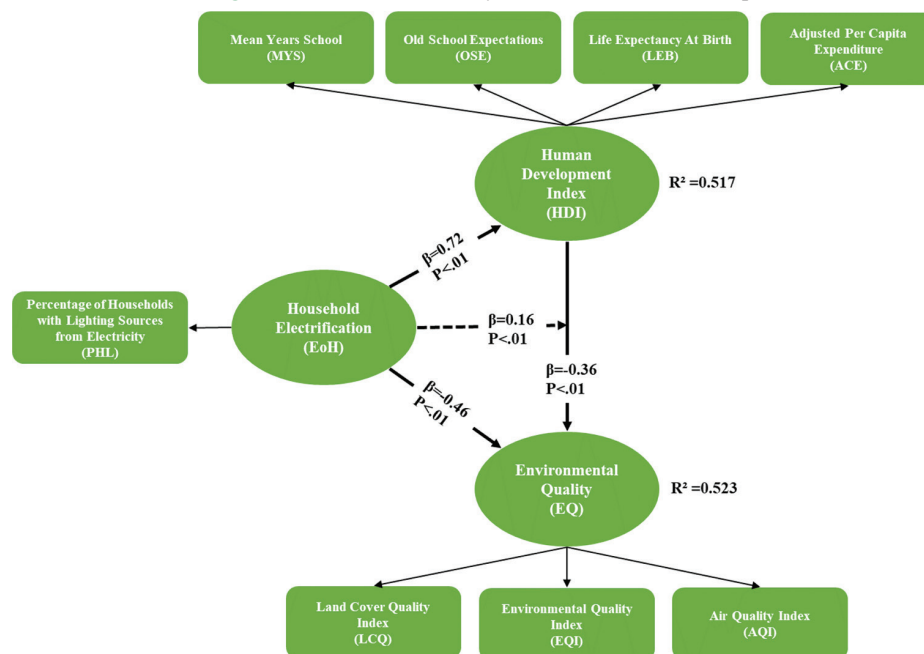 Mean Years School
(MYS)
Old School Expectations
(OSE)
Life Expectancy At Birth
(LEB)
Adjusted Per Capita
Expenditure
(ACE)
Human
Development
Index
(HDI)
R² =0.517
β=0.72
P<.01
Percentage of Households
with Lighting Sources
from Electricity
(PHL)
Household
Electrification
(EoH)
β=0.16
P<.01
β=-0.36
P<.01
β=-0.46
P<.01
Environmental
Quality
(EQ)
R² =0.523
Land Cover Quality
Index
(LCQ)
Environmental Quality
Index
(EQI)
Air Quality Index
(AQI)